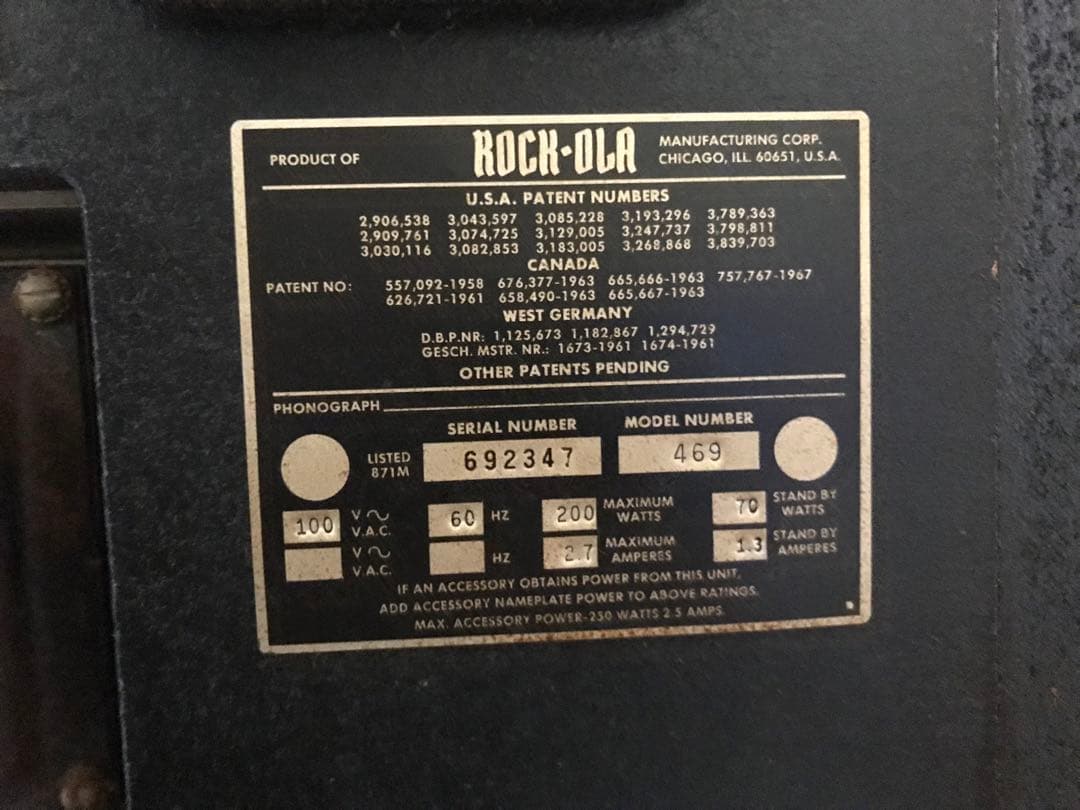 PRODUCT OF ROCK-OLA MANUFACTURING CORP.
CHICAGO, ILL. 60651, U.S.A.
U.S.A. PATENT NUMBERS
2,906,538 3,043,597 3,085,228 3,193,296 3,789,363
2,909,761 3,074,725 3,129,005 3,247,737 3,798,811
3,030,116 3,082,853 3,183,005 3,268,868 3,839,703
CANADA
PATENT NO: 557,092-1958 676,377-1963 665,666-1963 757,767-1967
626,721-1961 658,490-1963 665,667-1963
WEST GERMANY
D.B.P.NR: 1,125,673 1,182,867 1,294,729
GESCH. MSTR. NR.: 1673-1961 1674-1961
OTHER PATENTS PENDING
PHONOGRAPH
SERIAL NUMBER MODEL NUMBER
LISTED 871M 692347 469
100 V ~ V.A.C. 60 HZ 200 MAXIMUM WATTS 70 STAND BY WATTS
V ~ V.A.C. HZ 2.7 MAXIMUM AMPERES 1.3 STAND BY AMPERES
IF AN ACCESSORY OBTAINS POWER FROM THIS UNIT,
ADD ACCESSORY NAMEPLATE POWER TO ABOVE RATINGS.
MAX. ACCESSORY POWER-250 WATTS 2.5 AMPS.